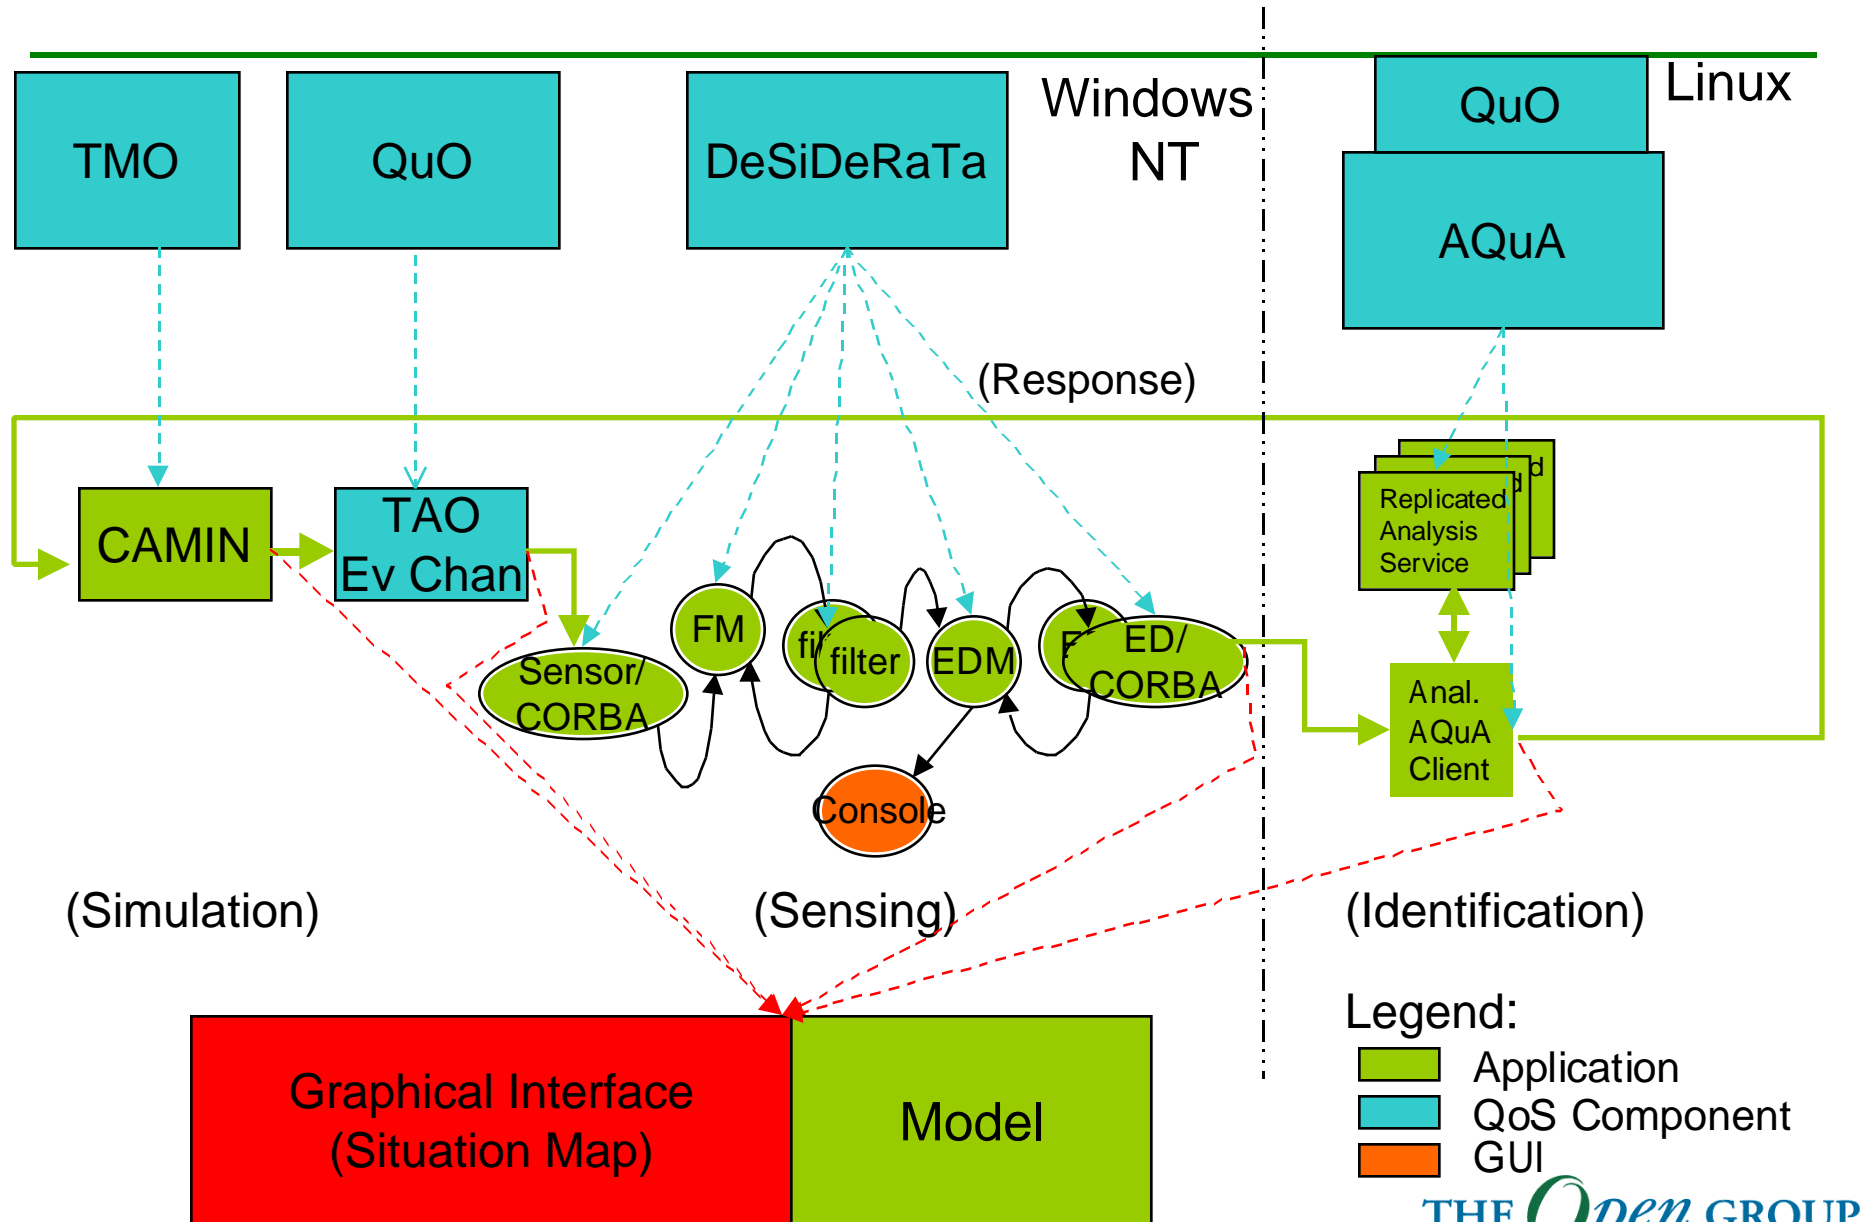 TMO
QuO
DeSiDeRaTa
Windows
NT
QuO
Linux
AQuA
(Response)
CAMIN
TAO
Ev Chan
Replicated
Analysis
Service
d
d
FM
fil
filter
EDM
E
ED/
CORBA
Sensor/
CORBA
Anal.
AQuA
Client
Console
(Simulation)
(Sensing)
(Identification)
Graphical Interface
(Situation Map)
Model
Legend:
Application
QoS Component
GUI
THE Open GROUP